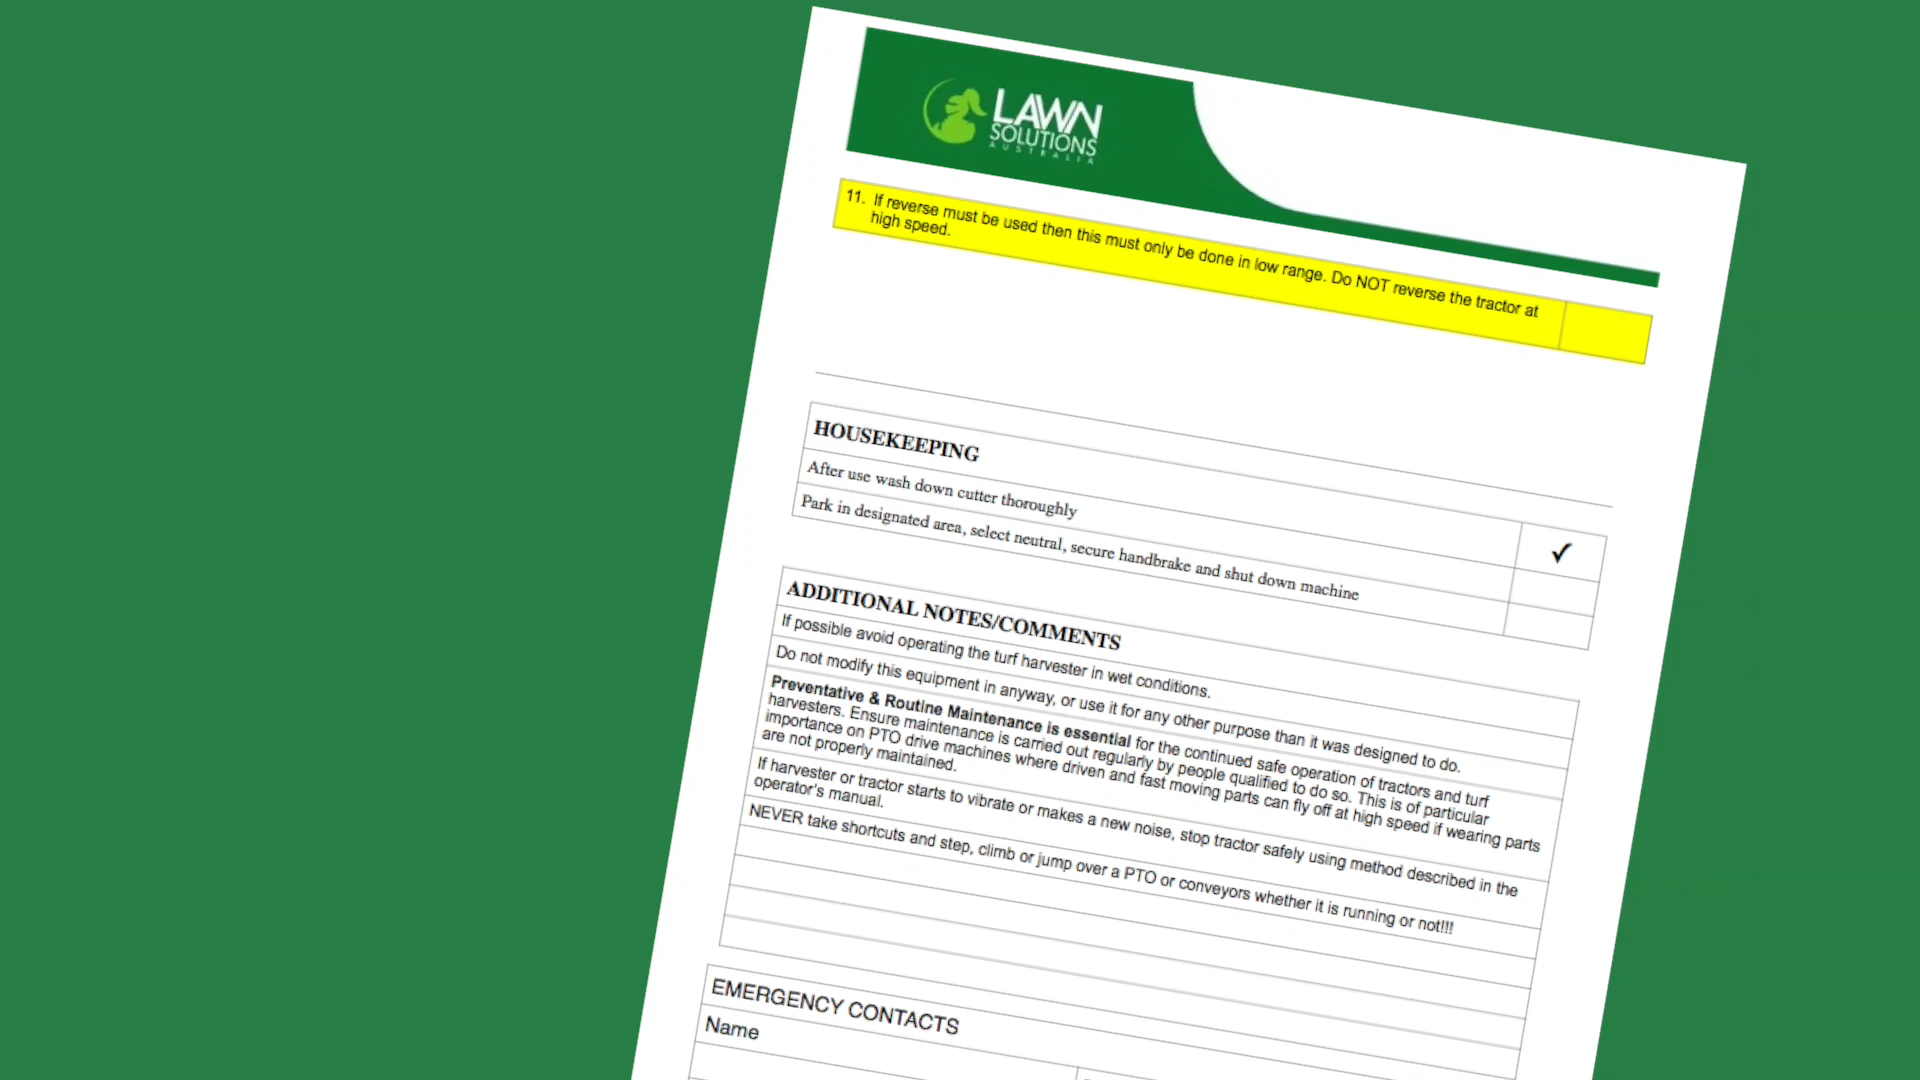 LAWN
SOLUTIONS
AUSTRALIA
11. If reverse must be used then this must only be done in low range. Do NOT reverse the tractor at
high speed.
HOUSEKEEPING
✓
After use wash down cutter thoroughly
Park in designated area, select neutral, secure handbrake and shut down machine
ADDITIONAL NOTES/COMMENTS
If possible avoid operating the turf harvester in wet conditions.
Do not modify this equipment in anyway, or use it for any other purpose than it was designed to do.
Preventative & Routine Maintenance is essential for the continued safe operation of tractors and turf
harvesters. Ensure maintenance is carried out regularly by people qualified to do so. This is of particular
importance on PTO drive machines where driven and fast moving parts can fly off at high speed if wearing parts
are not properly maintained.
If harvester or tractor starts to vibrate or makes a new noise, stop tractor safely using method described in the
operator's manual.
NEVER take shortcuts and step, climb or jump over a PTO or conveyors whether it is running or not!!!
EMERGENCY CONTACTS
Name